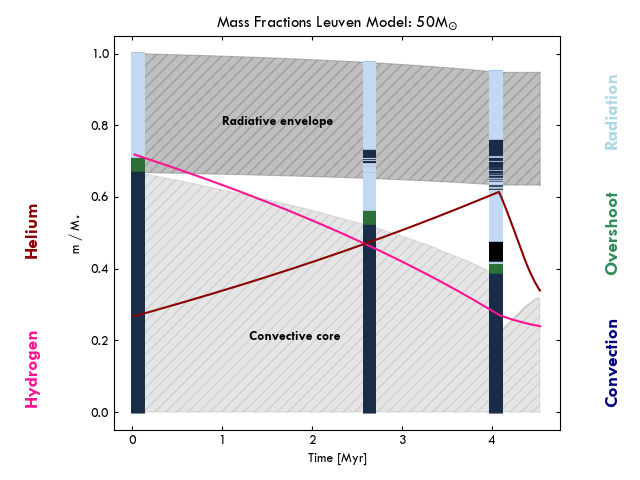 Mass Fractions Leuven Model: 50M☉
1.0
0.8
0.6
0.4
0.2
0.0
m / M⋆
Helium
Hydrogen
Radiative envelope
Convective core
Radiation
Overshoot
Convection
0 1 2 3 4
Time [Myr]